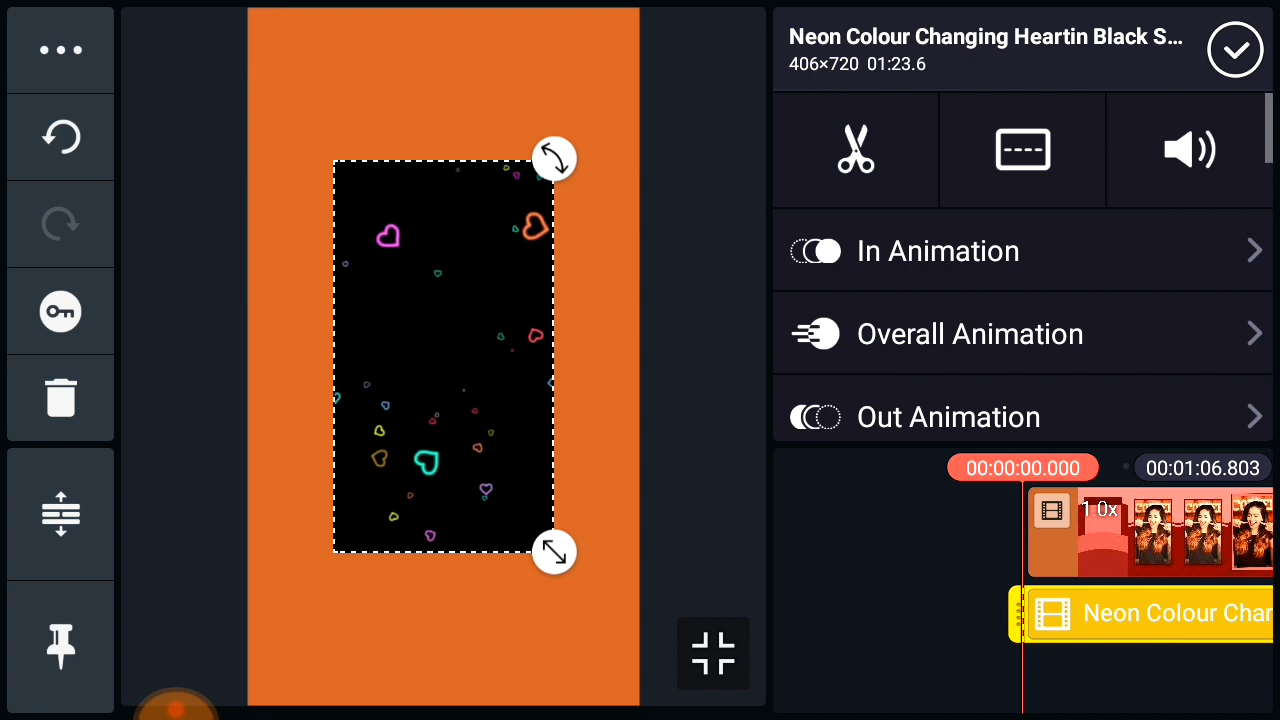 Neon Colour Changing Heartin Black S...
406×720 01:23.6
In Animation
Overall Animation
Out Animation
00:00:00.000
00:01:06.803
1.0x
Neon Colour Chan